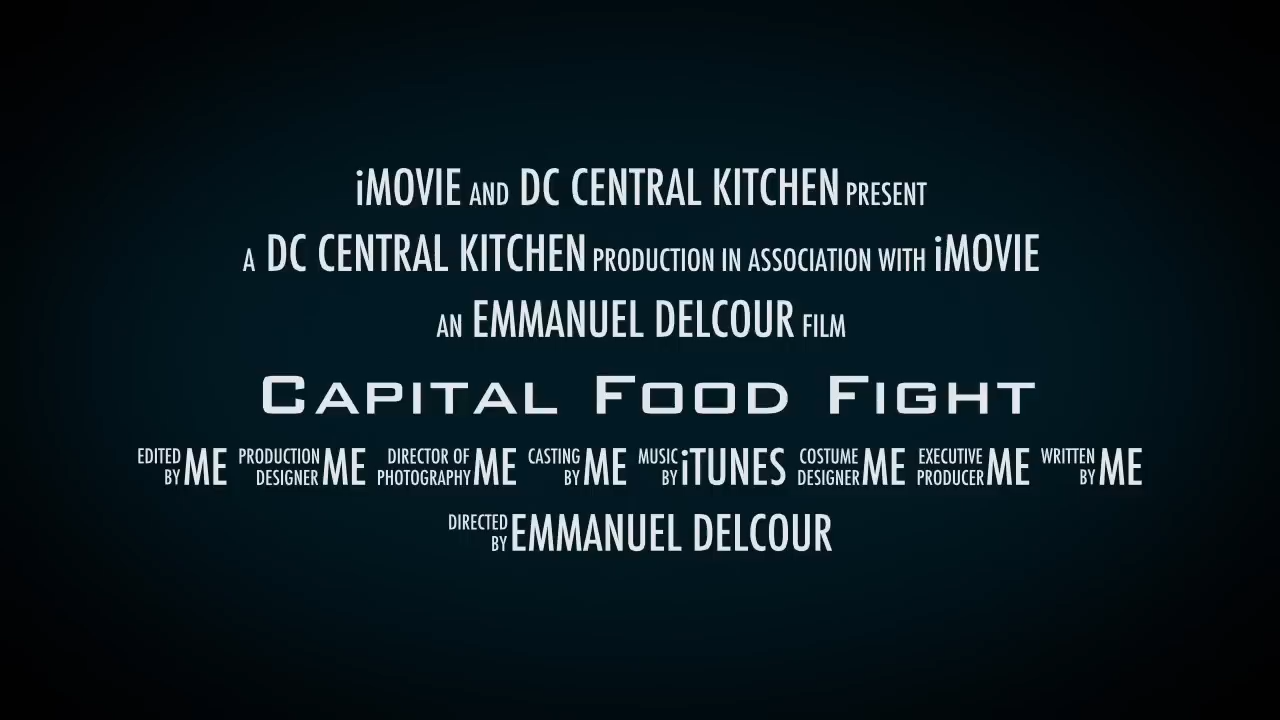 iMOVIE AND DC CENTRAL KITCHEN PRESENT
A DC CENTRAL KITCHEN PRODUCTION IN ASSOCIATION WITH iMOVIE
AN EMMANUEL DELCOUR FILM
CAPITAL FOOD FIGHT
EDITED BY ME PRODUCTION DESIGNER ME DIRECTOR OF PHOTOGRAPHY ME CASTING BY ME MUSIC BY iTUNES COSTUME DESIGNER ME EXECUTIVE PRODUCER ME WRITTEN BY ME
DIRECTED BY EMMANUEL DELCOUR